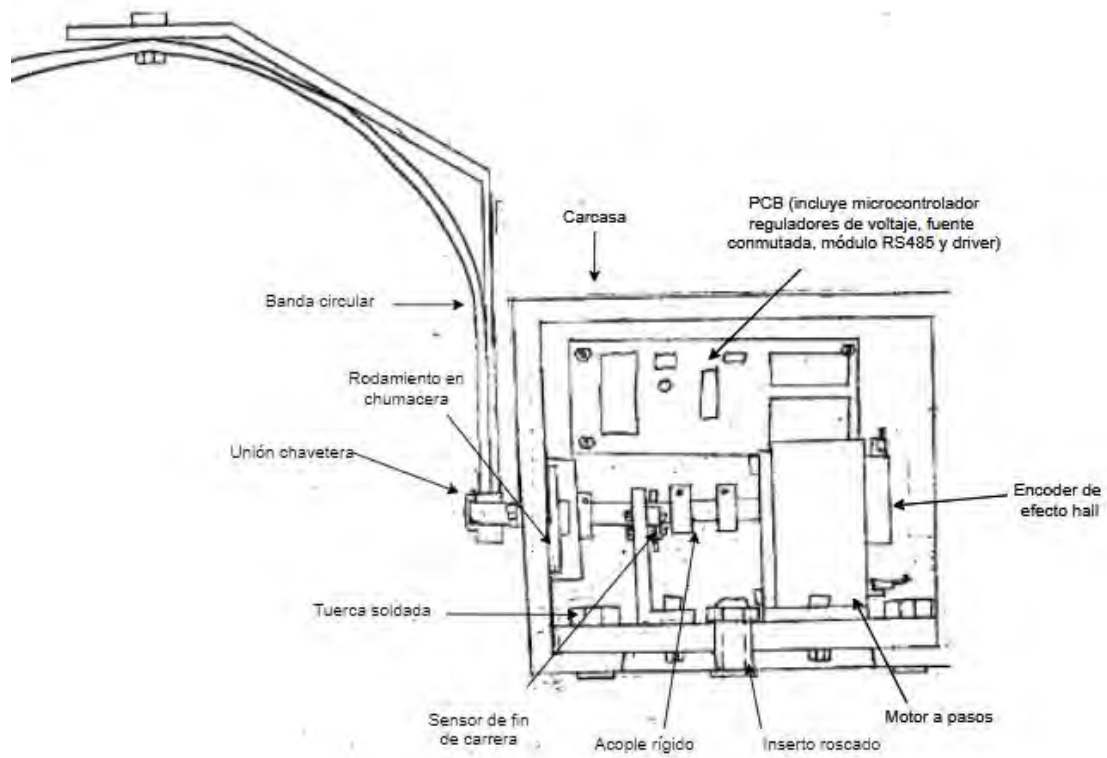 PCB (incluye microcontrolador
reguladores de voltaje, fuente
conmutada, módulo RS485 y driver)
Carcasa
Banda circular
Rodamiento en
chumacera
Unión chavetera
Encoder de
efecto hall
Tuerca soldada
Sensor de fin
de carrera
Acople rígido
Inserto roscado
Motor a pasos